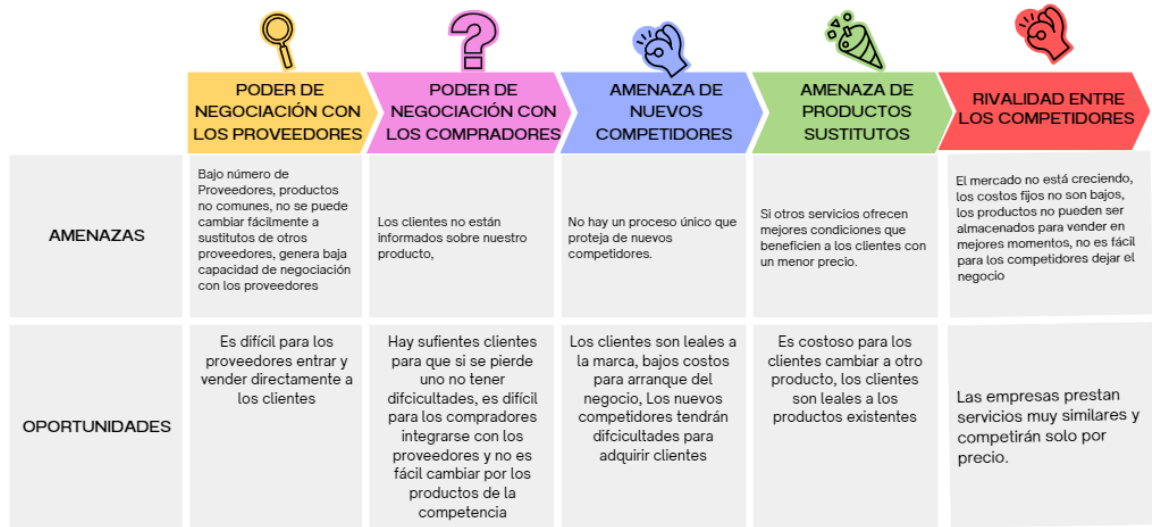 PODER DE
NEGOCIACIÓN CON
LOS PROVEEDORES
PODER DE
NEGOCIACIÓN CON
LOS COMPRADORES
AMENAZA DE
NUEVOS
COMPETIDORES
AMENAZA DE
PRODUCTOS
SUSTITUTOS
RIVALIDAD ENTRE
LOS COMPETIDORES
AMENAZAS
Bajo número de
Proveedores, productos
no comunes, no se puede
cambiar fácilmente a
sustitutos de otros
proveedores, genera baja
capacidad de negociación
con los proveedores
Los clientes no están
informados sobre nuestro
producto,
No hay un proceso único que
proteja de nuevos
competidores.
Si otros servicios ofrecen
mejores condiciones que
beneficien a los clientes con
un menor precio.
El mercado no está creciendo,
los costos fijos no son bajos,
los productos no pueden ser
almacenados para vender en
mejores momentos, no es fácil
para los competidores dejar el
negocio
OPORTUNIDADES
Es difícil para los
proveedores entrar y
vender directamente a
los clientes
Hay sufientes clientes
para que si se pierde
uno no tener
difcicultades, es difícil
para los compradores
integrarse con los
proveedores y no es
fácil cambiar por los
productos de la
competencia
Los clientes son leales a
la marca, bajos costos
para arranque del
negocio, Los nuevos
competidores tendrán
difcicultades para
adquirir clientes
Es costoso para los
clientes cambiar a otro
producto, los clientes
son leales a los
productos existentes
Las empresas prestan
servicios muy similares y
competirán solo por
precio.